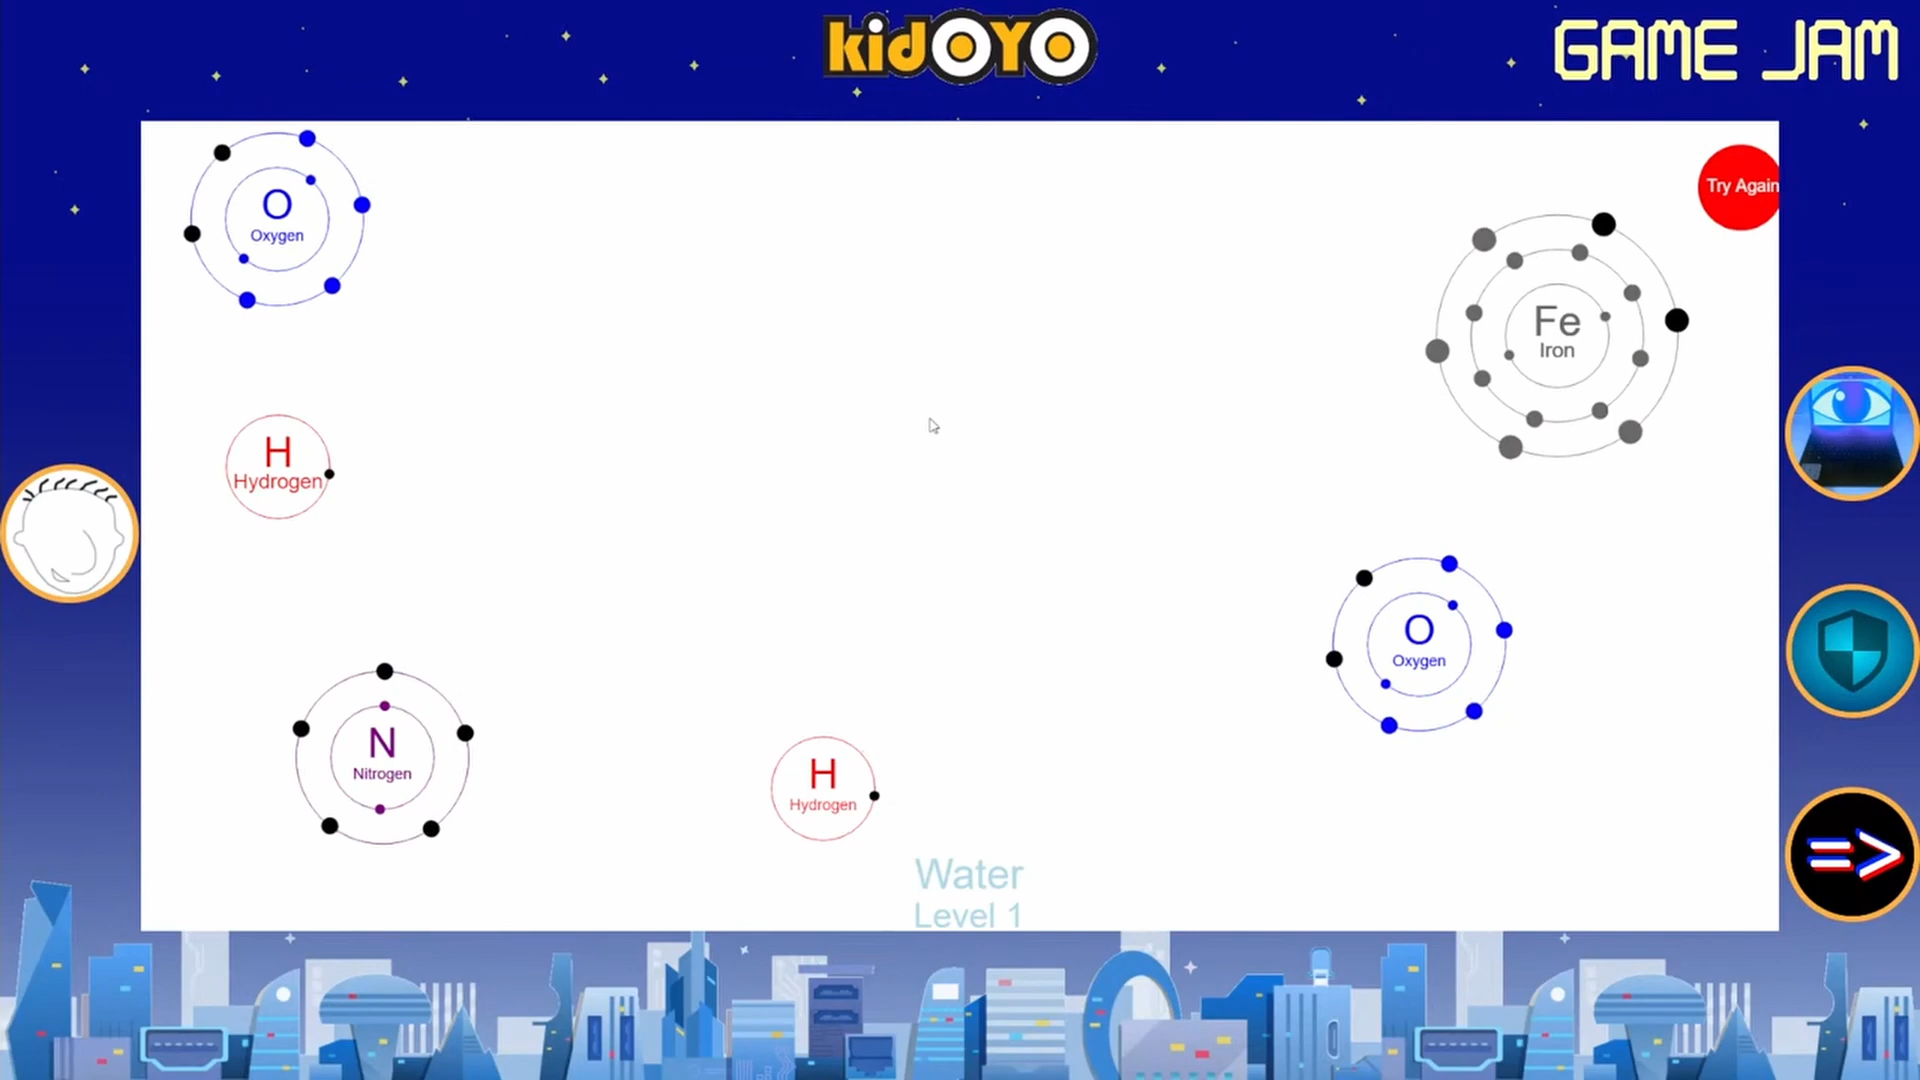 kidOYO
GAME JAM
O
Oxygen
Try Again
Fe
Iron
H
Hydrogen
O
Oxygen
N
Nitrogen
H
Hydrogen
=>
Water
Level 1